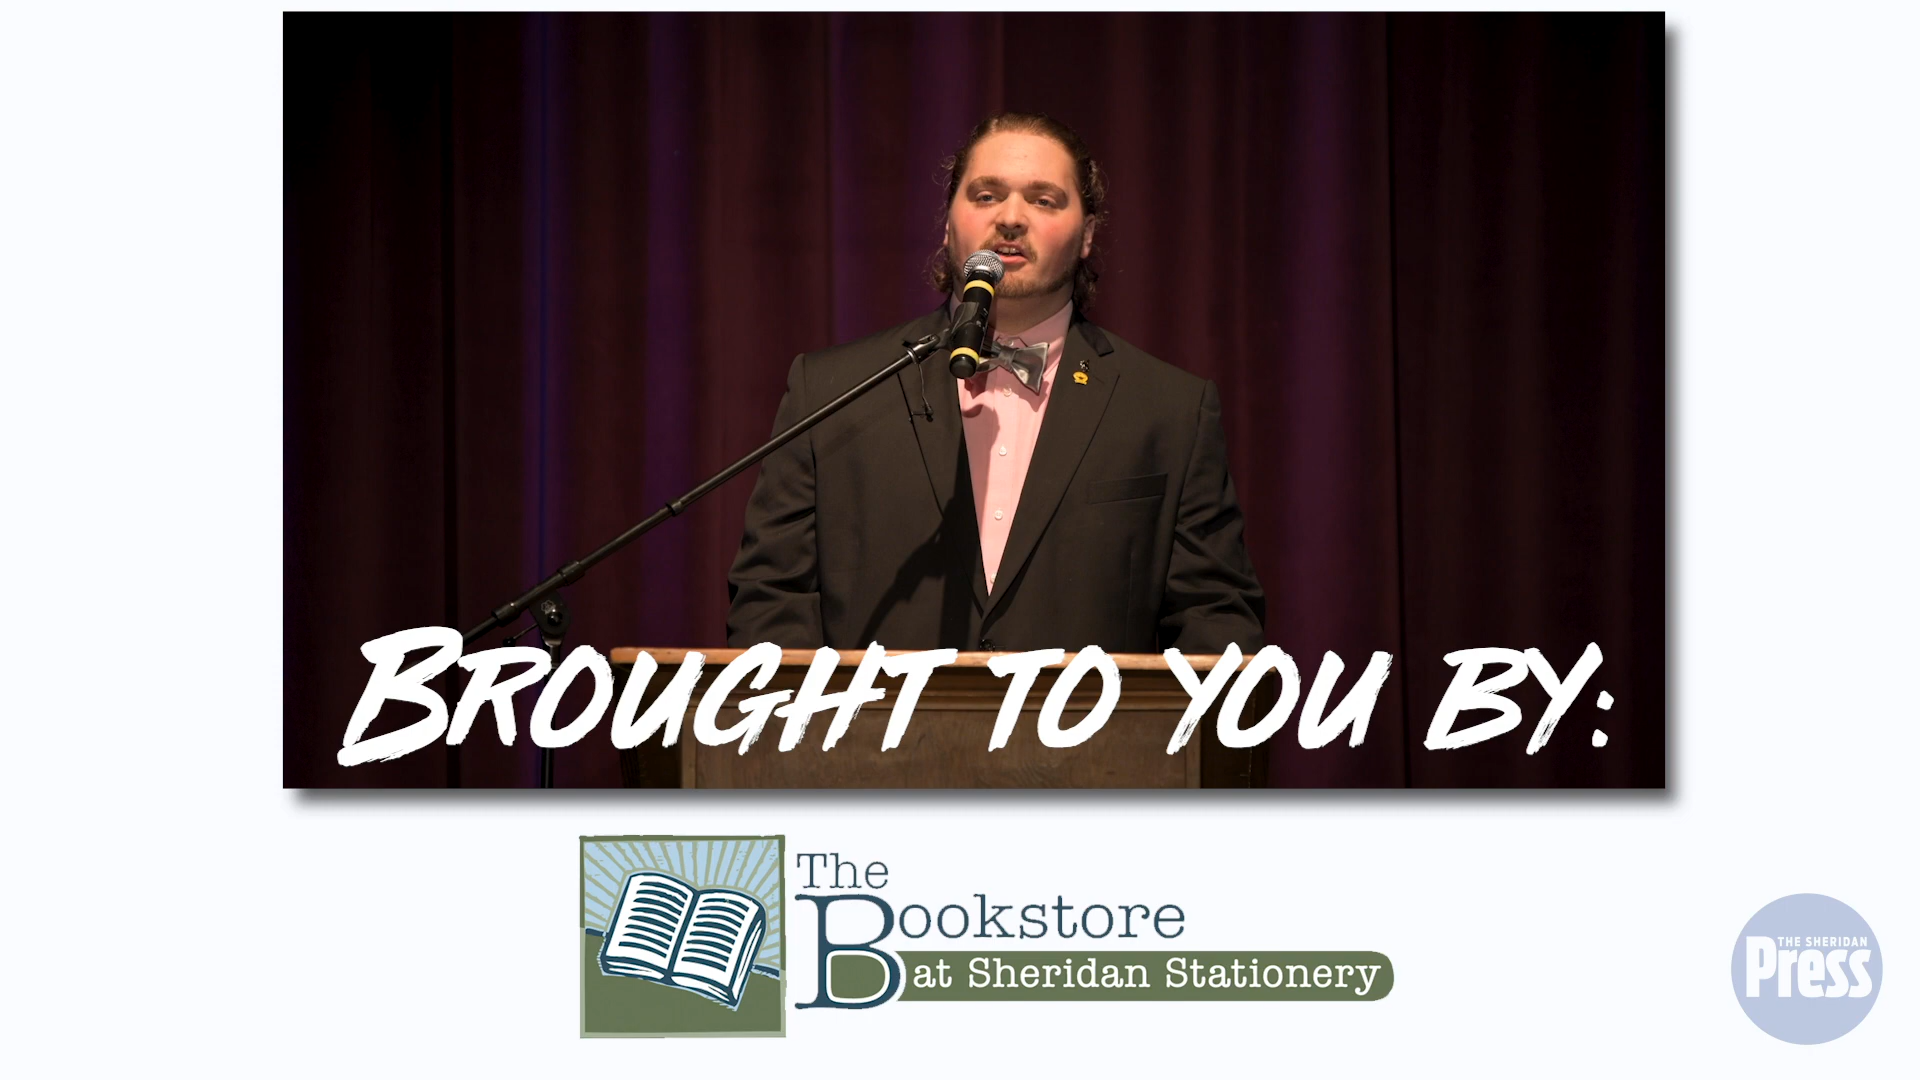 BROUGHT TO YOU BY:
The
Bookstore
at Sheridan Stationery
THE SHERIDAN
Press